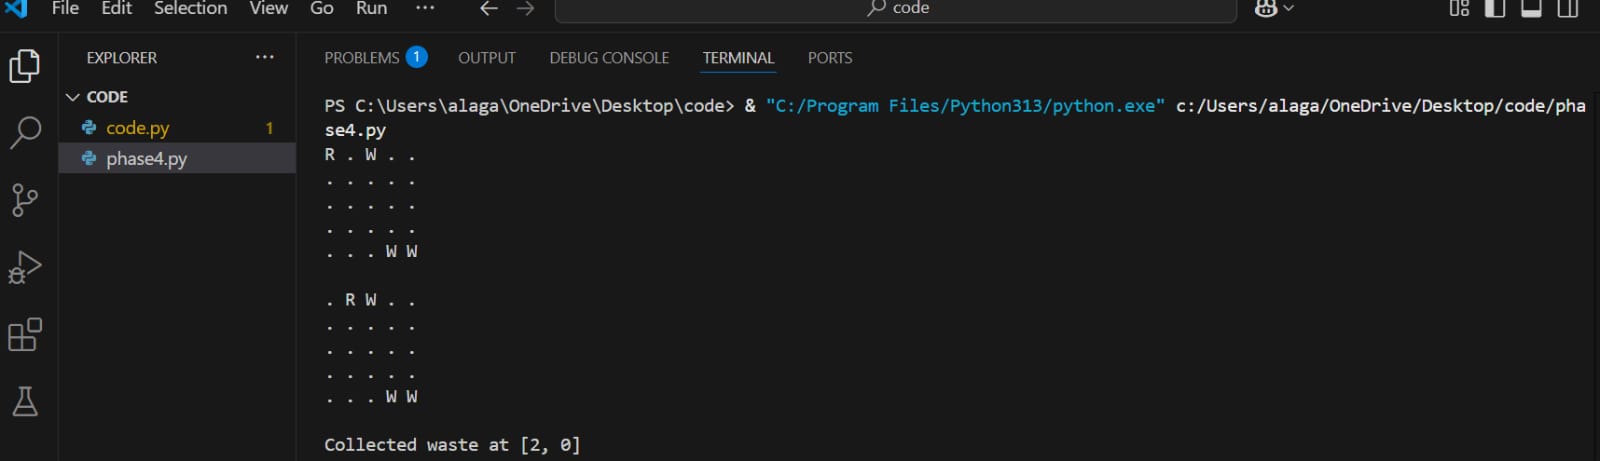 File Edit Selection View Go Run ··· ← → code
EXPLORER ···
CODE
code.py 1
phase4.py
PROBLEMS 1 OUTPUT DEBUG CONSOLE TERMINAL PORTS
PS C:\Users\alaga\OneDrive\Desktop\code> & "C:/Program Files/Python313/python.exe" c:/Users/alaga/OneDrive/Desktop/code/pha
se4.py
R . W . .
. . . . .
. . . . .
. . . . .
. . . W W
. R W . .
. . . . .
. . . . .
. . . . .
. . . W W
Collected waste at [2, 0]